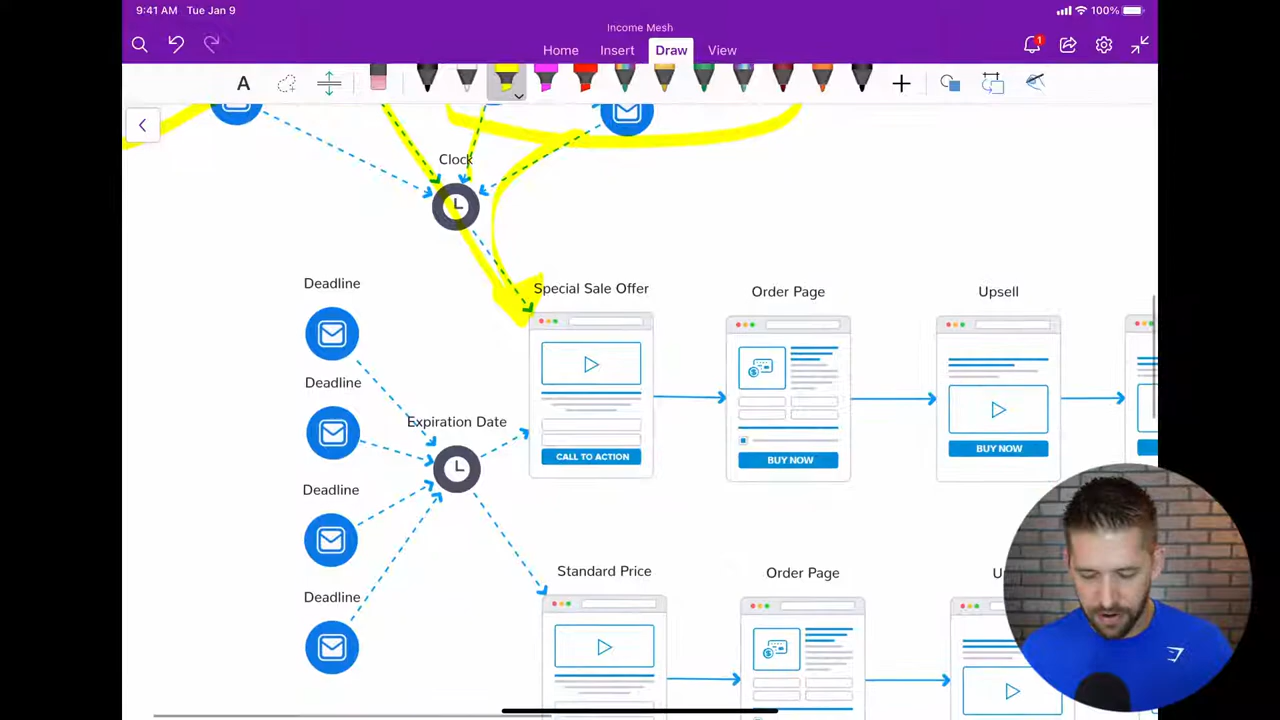 9:41 AM Tue Jan 9
100%
Income Mesh
Home Insert Draw View
1
A
Clock
Deadline
Special Sale Offer
Order Page
Upsell
Deadline
Expiration Date
CALL TO ACTION
BUY NOW
BUY NOW
Deadline
Standard Price
Order Page
Deadline